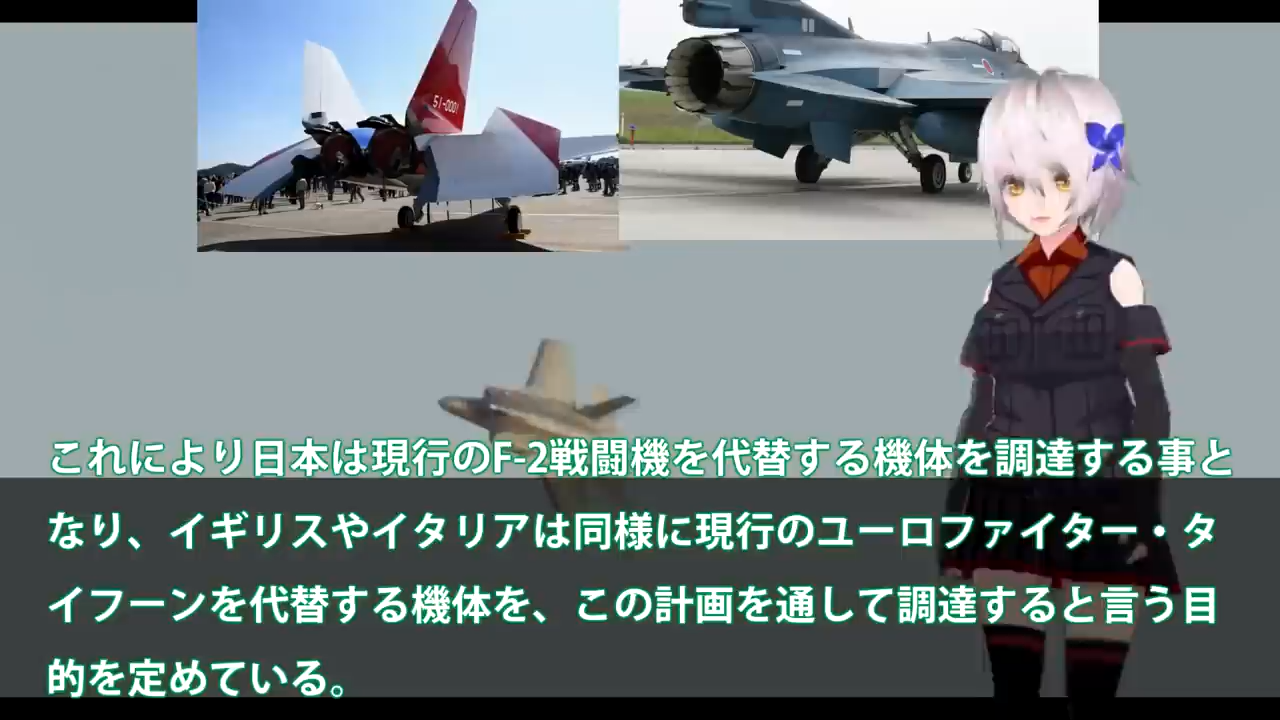 51-0001
これにより日本は現行のF-2戦闘機を代替する機体を調達する事と
なり、イギリスやイタリアは同様に現行のユーロファイター・タ
イフーンを代替する機体を、この計画を通して調達すると言う目
的を定めている。